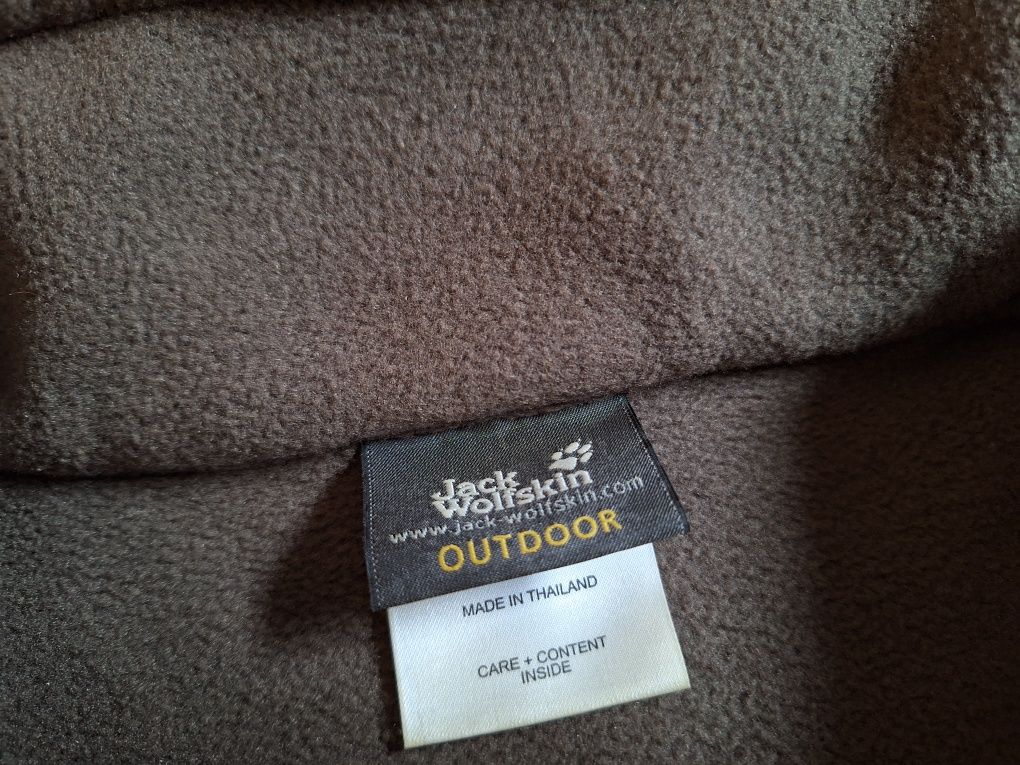 Jack
Wolfskin
www.jack-wolfskin.com
OUTDOOR
MADE IN THAILAND
CARE + CONTENT
INSIDE